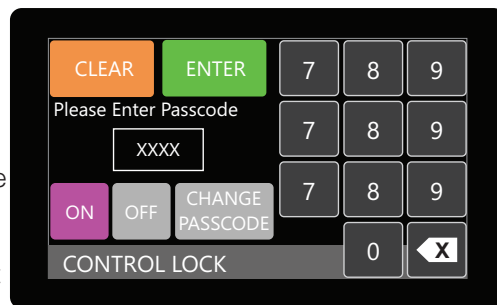 CLEAR ENTER 7 8 9
Please Enter Passcode
XXXX
7 8 9
ON OFF CHANGE PASSCODE
7 8 9
CONTROL LOCK
0 X
e